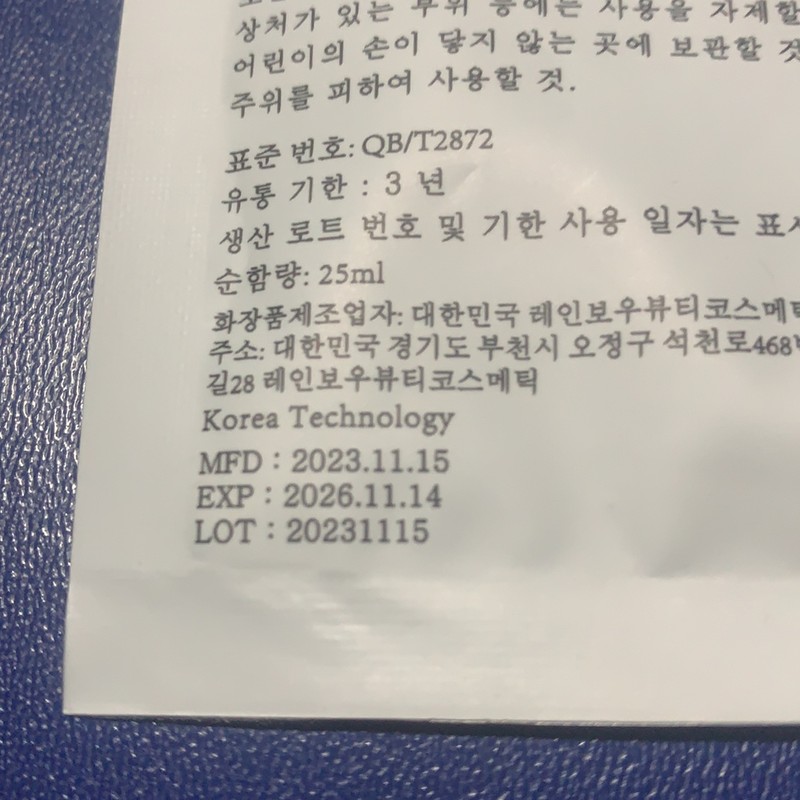 상처가 있는 부위 등에는 사용을 자제할
어린이의 손이 닿지 않는 곳에 보관할 것
주위를 피하여 사용할 것.
표준 번호: QB/T2872
유통 기한 : 3 년
생산 로트 번호 및 기한 사용 일자는 표시
순함량: 25ml
화장품제조업자: 대한민국 레인보우뷰티코스메틱
주소: 대한민국 경기도 부천시 오정구 석천로468
길28 레인보우뷰티코스메틱
Korea Technology
MFD : 2023.11.15
EXP : 2026.11.14
LOT : 20231115